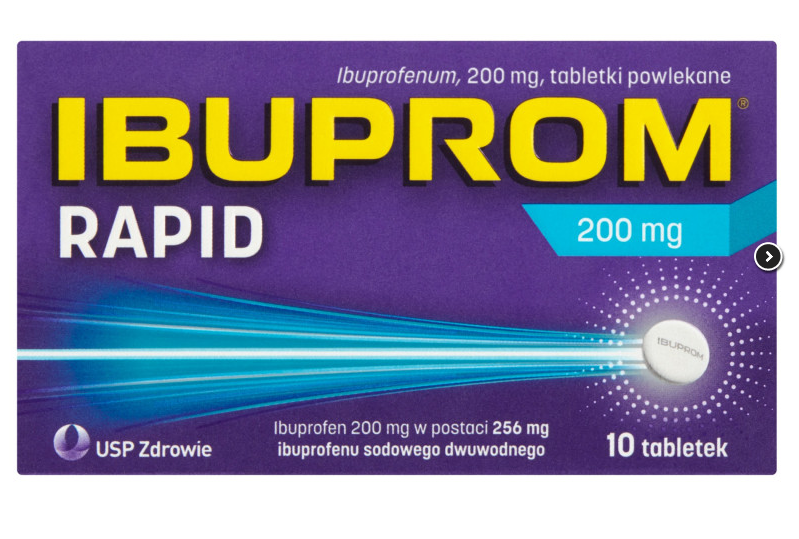 Ibuprofenum, 200 mg, tabletki powlekane
IBUPROM®
RAPID
200 mg
IBUPROM
Ibuprofen 200 mg w postaci 256 mg
ibuprofenu sodowego dwuwodnego
USP Zdrowie
10 tabletek